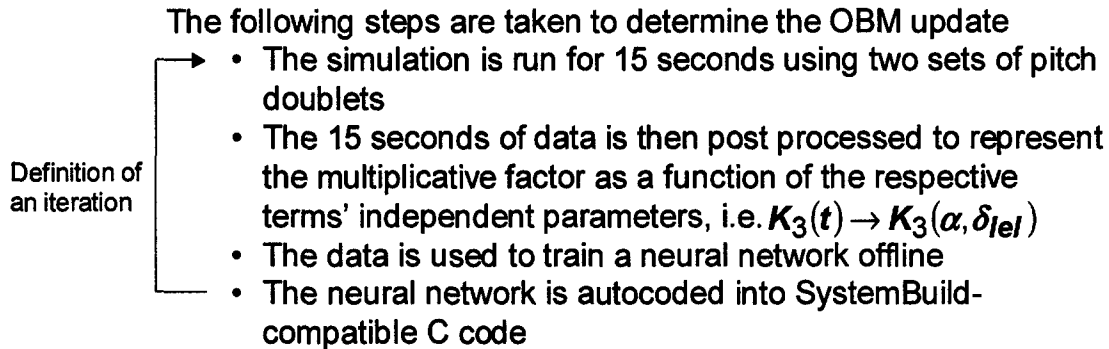 The following steps are taken to determine the OBM update
• The simulation is run for 15 seconds using two sets of pitch
doublets
• The 15 seconds of data is then post processed to represent
the multiplicative factor as a function of the respective
terms' independent parameters, i.e. K₃(t) → K₃(α, δ_lel)
• The data is used to train a neural network offline
• The neural network is autocoded into SystemBuild-
compatible C code
Definition of
an iteration